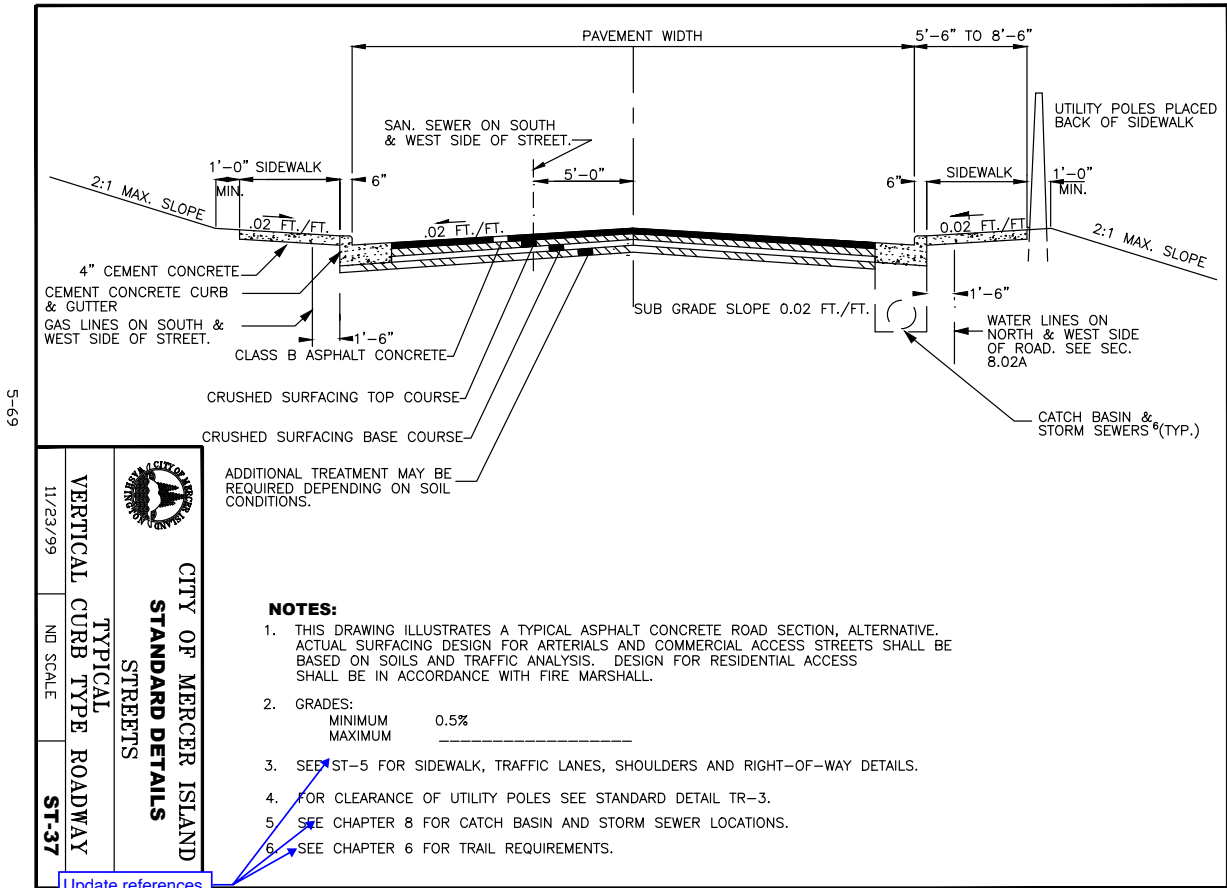 PAVEMENT WIDTH
5'-6" TO 8'-6"
UTILITY POLES PLACED
BACK OF SIDEWALK
SAN. SEWER ON SOUTH
& WEST SIDE OF STREET.
5'-0"
1'-0"
MIN.
SIDEWALK
6"
6"
SIDEWALK
1'-0"
MIN.
2:1 MAX. SLOPE
.02 FT./FT.
.02 FT./FT.
0.02 FT./FT.
2:1 MAX. SLOPE
4" CEMENT CONCRETE
CEMENT CONCRETE CURB
& GUTTER
GAS LINES ON SOUTH &
WEST SIDE OF STREET.
1'-6"
SUB GRADE SLOPE 0.02 FT./FT.
1'-6"
WATER LINES ON
NORTH & WEST SIDE
OF ROAD. SEE SEC.
8.02A
CLASS B ASPHALT CONCRETE
CRUSHED SURFACING TOP COURSE
CRUSHED SURFACING BASE COURSE
ADDITIONAL TREATMENT MAY BE
REQUIRED DEPENDING ON SOIL
CONDITIONS.
CATCH BASIN &
STORM SEWERS 6 (TYP.)
5-69
CITY OF MERCER ISLAND
WASHINGTON
CITY OF MERCER ISLAND
STANDARD DETAILS
STREETS
TYPICAL
VERTICAL CURB TYPE ROADWAY
11/23/99
NO SCALE
ST-37
NOTES:
1. THIS DRAWING ILLUSTRATES A TYPICAL ASPHALT CONCRETE ROAD SECTION, ALTERNATIVE.
ACTUAL SURFACING DESIGN FOR ARTERIALS AND COMMERCIAL ACCESS STREETS SHALL BE
BASED ON SOILS AND TRAFFIC ANALYSIS. DESIGN FOR RESIDENTIAL ACCESS
SHALL BE IN ACCORDANCE WITH FIRE MARSHALL.
2. GRADES:
MINIMUM 0.5%
MAXIMUM __________________
3. SEE ST-5 FOR SIDEWALK, TRAFFIC LANES, SHOULDERS AND RIGHT-OF-WAY DETAILS.
4. FOR CLEARANCE OF UTILITY POLES SEE STANDARD DETAIL TR-3.
5. SEE CHAPTER 8 FOR CATCH BASIN AND STORM SEWER LOCATIONS.
6. SEE CHAPTER 6 FOR TRAIL REQUIREMENTS.
Update references